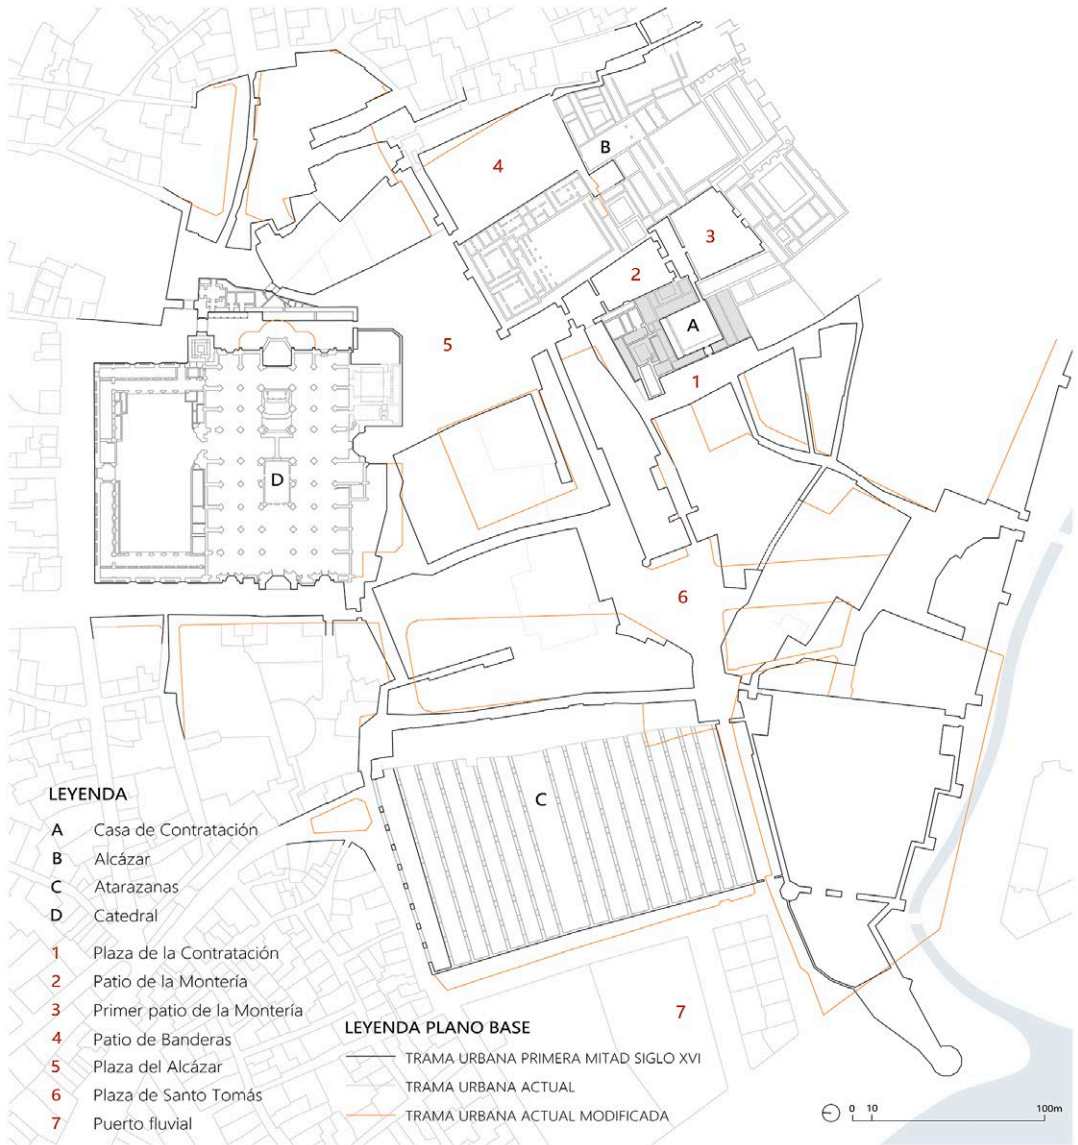 B
4
3
2
A
5
1
D
6
C
7
LEYENDA
A Casa de Contratación
B Alcázar
C Atarazanas
D Catedral
1 Plaza de la Contratación
2 Patio de la Montería
3 Primer patio de la Montería
4 Patio de Banderas
5 Plaza del Alcázar
6 Plaza de Santo Tomás
7 Puerto fluvial
LEYENDA PLANO BASE
TRAMA URBANA PRIMERA MITAD SIGLO XVI
TRAMA URBANA ACTUAL
TRAMA URBANA ACTUAL MODIFICADA
0 10 100m